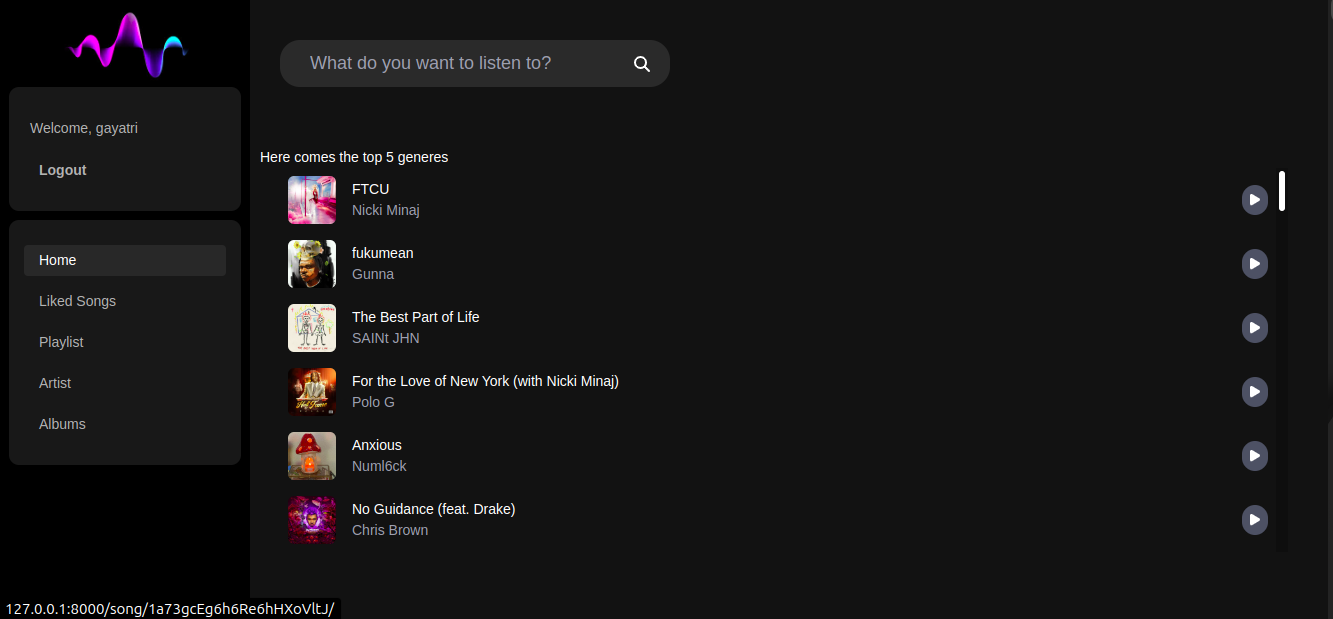 Welcome, gayatri
Logout
Home
Liked Songs
Playlist
Artist
Albums
What do you want to listen to?
Here comes the top 5 generes
FTCU
Nicki Minaj
fukumean
Gunna
The Best Part of Life
SAINt JHN
For the Love of New York (with Nicki Minaj)
Polo G
Anxious
Numl6ck
No Guidance (feat. Drake)
Chris Brown
127.0.0.1:8000/song/1a73gcEg6h6Re6hHXoVltJ/